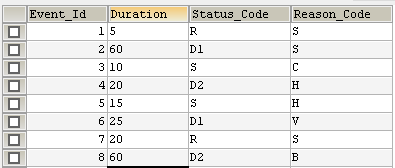 Event_Id Duration Status_Code Reason_Code
1 5 R S
2 60 D1 S
3 10 S C
4 20 D2 H
5 15 S H
6 25 D1 V
7 20 R S
8 60 D2 B